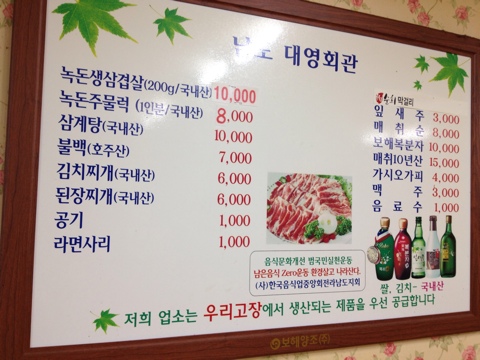 남도 대영회관
녹돈생삼겹살(200g/국내산) 10,000
녹돈주물럭 (1인분/국내산) 8,000
삼계탕(국내산) 10,000
불백(호주산) 7,000
김치찌개(국내산) 6,000
된장찌개(국내산) 6,000
공기 1,000
라면사리 1,000
막걸리
잎새주 3,000
매취순 8,000
보해복분자 10,000
매취10년산 15,000
가시오가피 4,000
맥주 3,000
음료수 1,000
음식문화개선 범국민실천운동
남은음식 Zero운동 환경살고 나라산다.
(사)한국음식업중앙회전라남도지회
쌀, 김치- 국내산
저희 업소는 우리고장에서 생산되는 제품을 우선 공급합니다
보해양조(주)